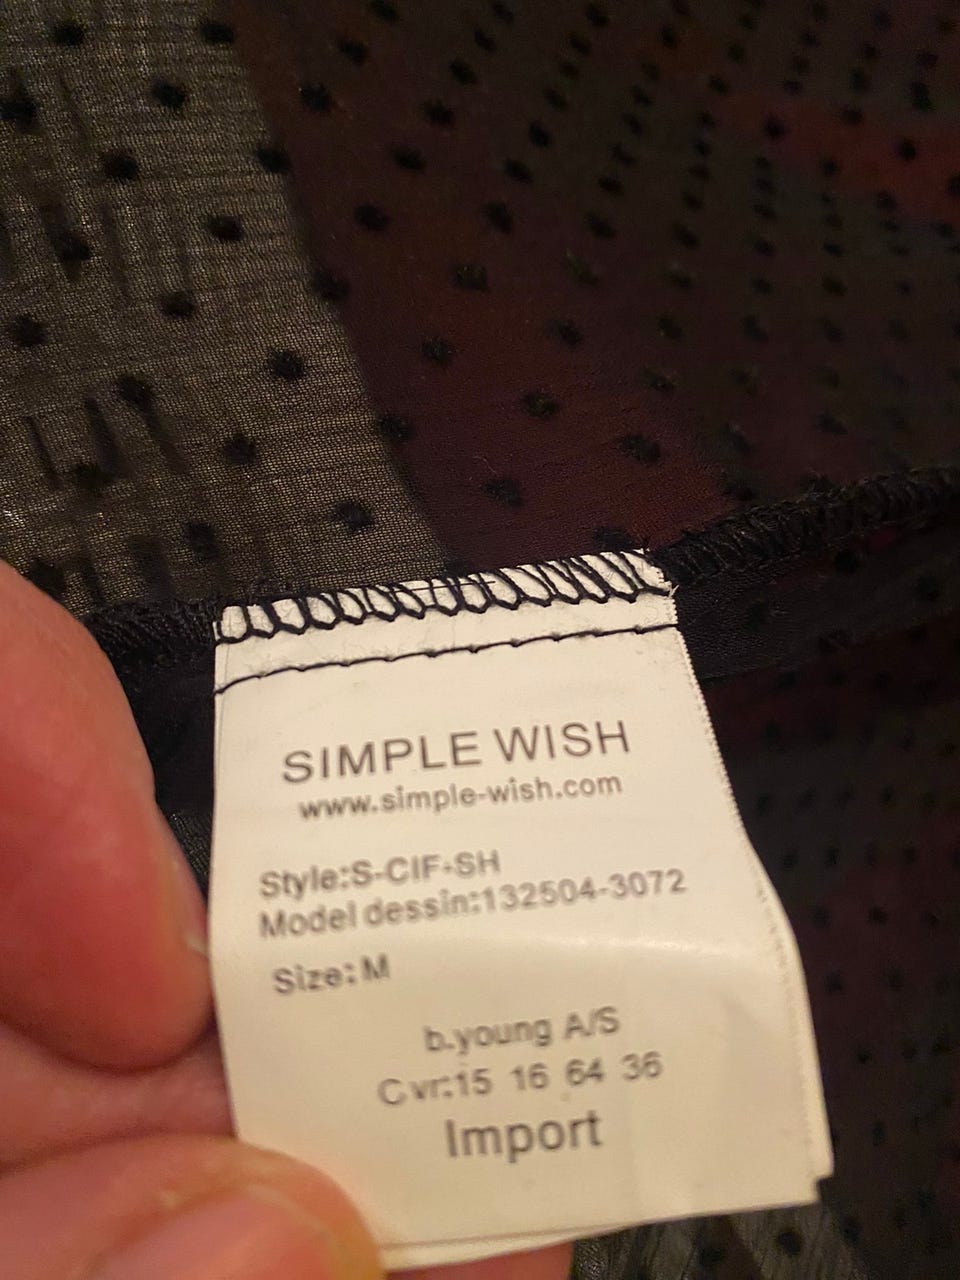 SIMPLE WISH
www.simple-wish.com
Style:S-CIF-SH
Model dessin:132504-3072
Size:M
b.young A/S
Cvr:15 16 64 36
Import